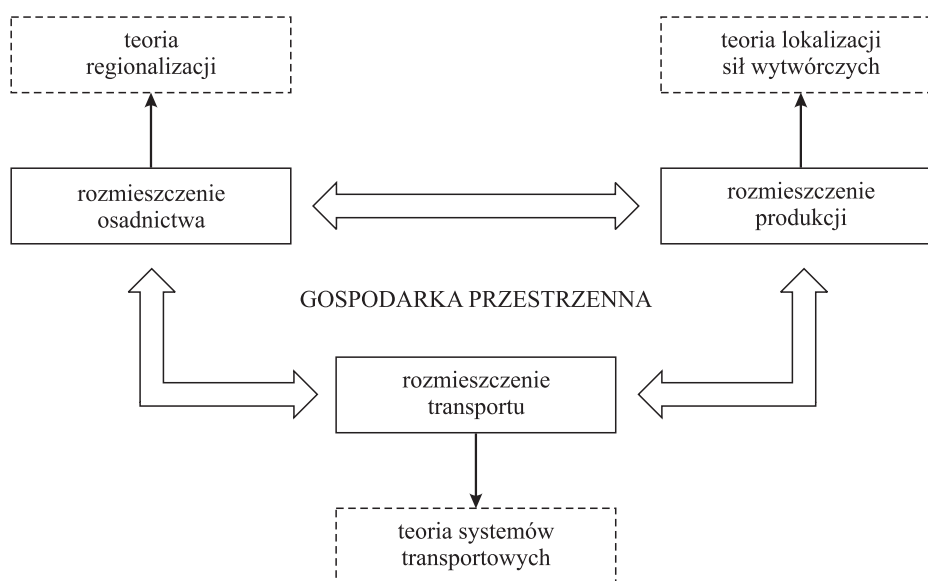 teoria
regionalizacji
teoria lokalizacji
sił wytwórczych
rozmieszczenie
osadnictwa
rozmieszczenie
produkcji
GOSPODARKA PRZESTRZENNA
rozmieszczenie
transportu
teoria systemów
transportowych